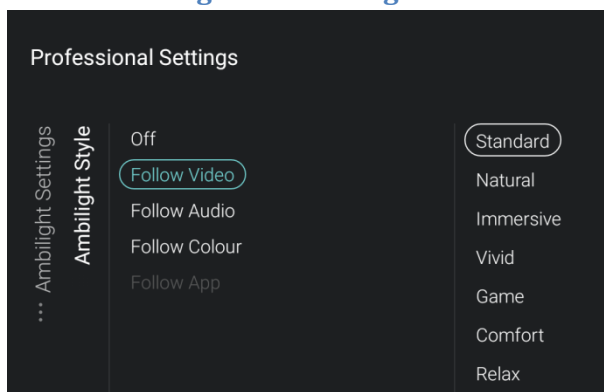 Professional Settings
... Ambilight Settings
Ambilight Style
Off
Follow Video
Follow Audio
Follow Colour
Follow App
Standard
Natural
Immersive
Vivid
Game
Comfort
Relax